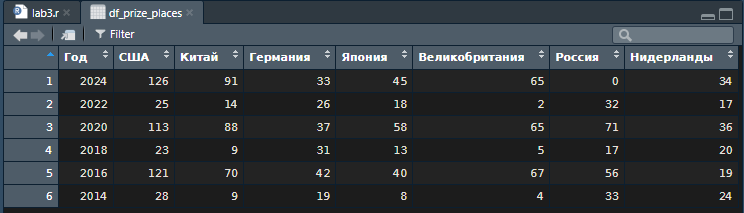 lab3.r df_prize_places
Filter
Год США Китай Германия Япония Великобритания Россия Нидерланды
1 2024 126 91 33 45 65 0 34
2 2022 25 14 26 18 2 32 17
3 2020 113 88 37 58 65 71 36
4 2018 23 9 31 13 5 17 20
5 2016 121 70 42 40 67 56 19
6 2014 28 9 19 8 4 33 24